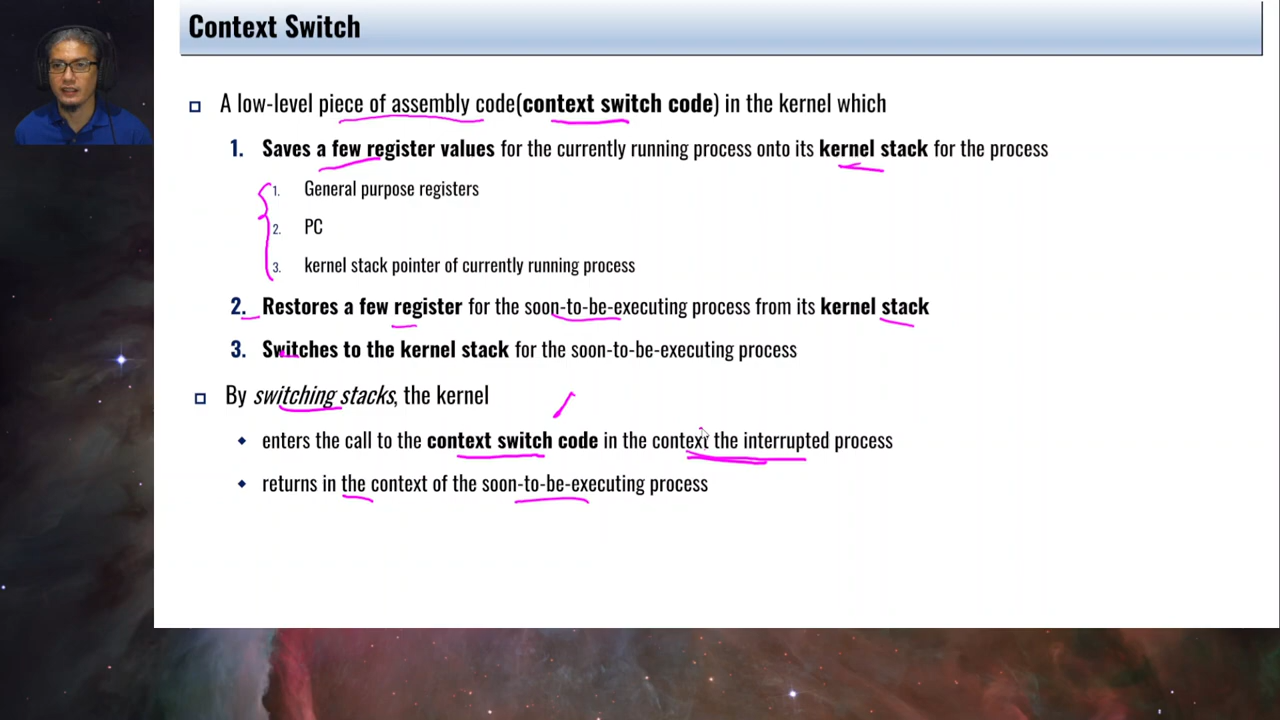 Context Switch
A low-level piece of assembly code(context switch code) in the kernel which
1. Saves a few register values for the currently running process onto its kernel stack for the process
1. General purpose registers
2. PC
3. kernel stack pointer of currently running process
2. Restores a few register for the soon-to-be-executing process from its kernel stack
3. Switches to the kernel stack for the soon-to-be-executing process
By switching stacks, the kernel
enters the call to the context switch code in the context the interrupted process
returns in the context of the soon-to-be-executing process